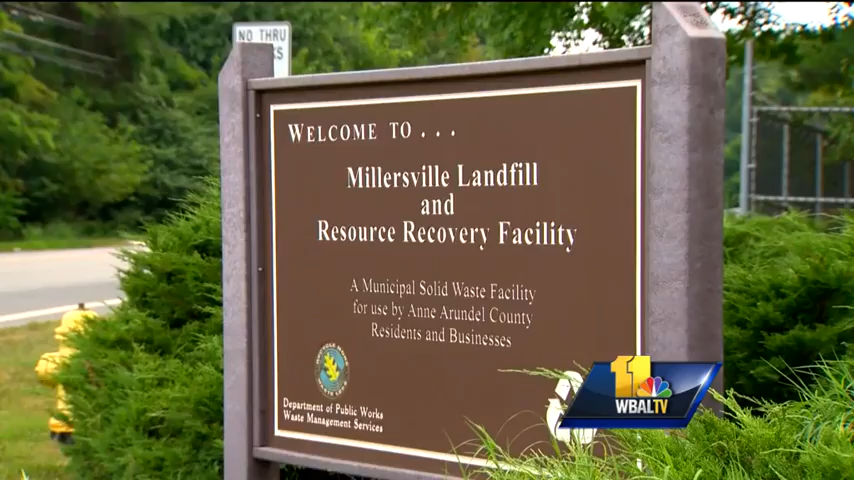 NO THRU
WELCOME TO . . .
Millersville Landfill
and
Resource Recovery Facility
A Municipal Solid Waste Facility
for use by Anne Arundel County
Residents and Businesses
Department of Public Works
Waste Management Services
11
WBALTV